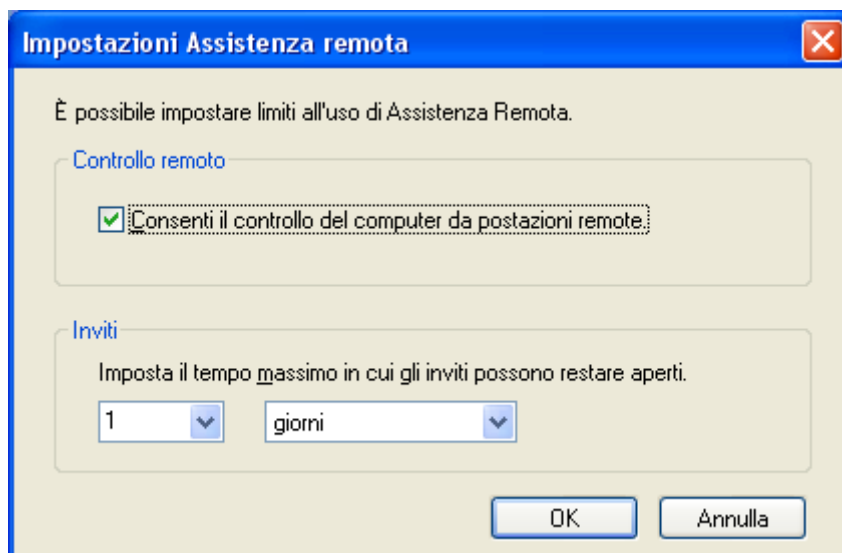 Impostazioni Assistenza remota
È possibile impostare limiti all'uso di Assistenza Remota.
Controllo remoto
Consenti il controllo del computer da postazioni remote.
Inviti
Imposta il tempo massimo in cui gli inviti possono restare aperti.
1 giorni
OK Annulla